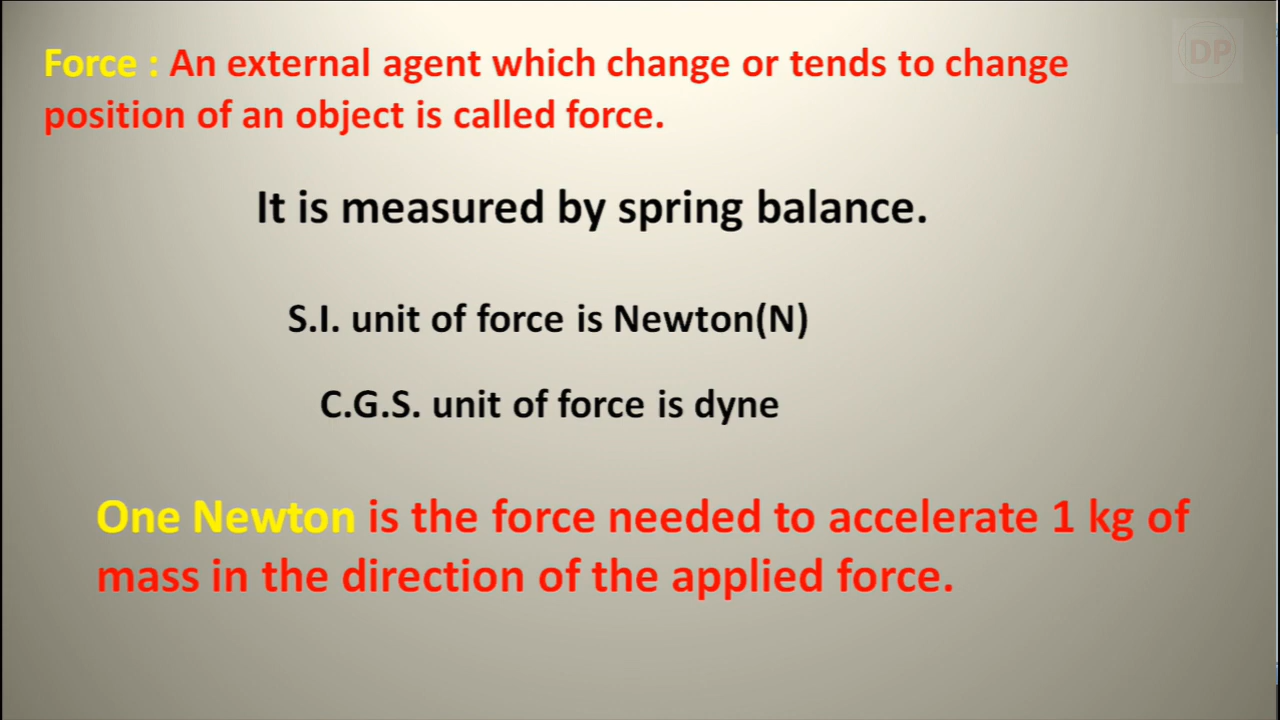 DP
Force : An external agent which change or tends to change
position of an object is called force.
It is measured by spring balance.
S.I. unit of force is Newton(N)
C.G.S. unit of force is dyne
One Newton is the force needed to accelerate 1 kg of
mass in the direction of the applied force.